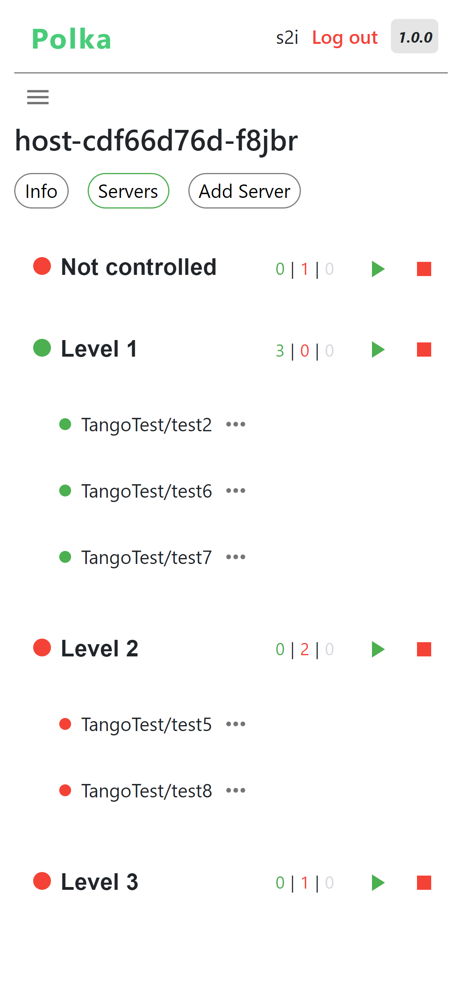 Polka
s2i Log out 1.0.0
host-cdf66d76d-f8jbr
Info Servers Add Server
Not controlled 0 | 1 | 0
Level 1 3 | 0 | 0
TangoTest/test2
TangoTest/test6
TangoTest/test7
Level 2 0 | 2 | 0
TangoTest/test5
TangoTest/test8
Level 3 0 | 1 | 0